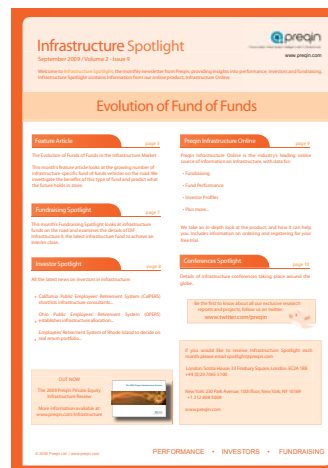 Infrastructure Spotlight
September 2009 / Volume 2 - Issue 9
preqin
www.preqin.com
Welcome to Infrastructure Spotlight, the monthly newsletter from Preqin, providing insights into performance, investors and fundraising.
Infrastructure Spotlight contains information from our online product, Infrastructure Online.
Evolution of Fund of Funds
Feature Article
page 3
The Evolution of Funds of Funds in the Infrastructure Market
This month's feature article looks at the growing number of
infrastructure-specific fund of funds vehicles on the road. We
investigate the benefits of this type of fund and predict what
the future holds in store.
Fundraising Spotlight
page 7
This month's Fundraising Spotlight looks at infrastructure
funds on the road and examines the details of DIF
Infrastructure II, the latest infrastructure fund to achieve an
interim close.
Investor Spotlight
page 8
All the latest news on investors in infrastructure:
• California Public Employees' Retirement System (CalPERS)
shortlists infrastructure consultants...
Ohio Public Employees' Retirement System (OPERS)
• establishes infrastructure allocation...
Employees' Retirement System of Rhode Island to decide on
• real return portfolio...
OUT NOW
The 2009 Preqin Private Equity
Infrastructure Review
More information available at:
www.preqin.com/infrastructure
Preqin Infrastructure Online
page 9
Preqin Infrastructure Online is the industry's leading online
source of information on infrastructure, with data for:
• Fundraising
• Fund Performance
• Investor Profiles
• Plus more...
We take an in-depth look at the product, and how it can help
you. Includes information on ordering and registering for your
free trial.
Conferences Spotlight
page 10
Details of infrastructure conferences taking place around the
globe.
Be the first to know about all our exclusive research
reports and projects, follow us on twitter:
www.twitter.com/preqin
If you would like to receive Infrastructure Spotlight each
month please email spotlight@preqin.com.
London: Scotia House, 33 Finsbury Square, London. EC2A 1BB
+44 (0)20 7065 5100
New York: 230 Park Avenue, 10th Floor, New York, NY 10169
+1 212 808 3008
www.preqin.com
© 2009 Preqin Ltd - www.preqin.com
PERFORMANCE • INVESTORS • FUNDRAISING